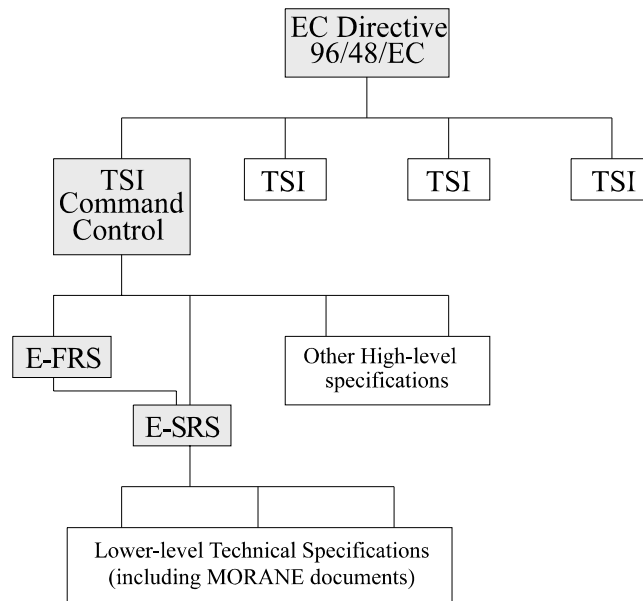 EC Directive
96/48/EC
TSI
Command
Control
TSI
TSI
TSI
E-FRS
Other High-level
specifications
E-SRS
Lower-level Technical Specifications
(including MORANE documents)